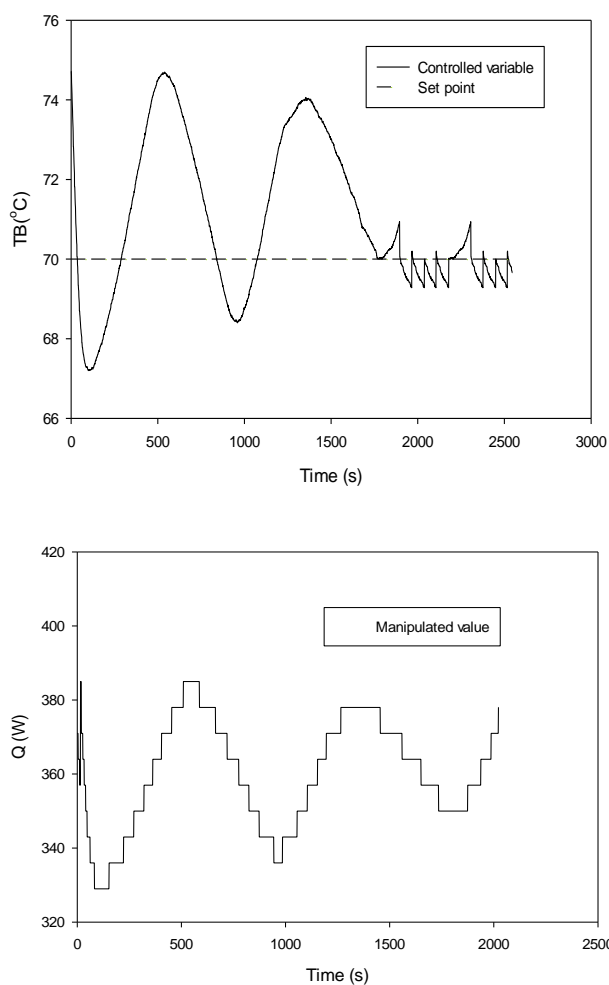 76
74
72
70
68
66
TB(°C)
Controlled variable
Set point
0 500 1000 1500 2000 2500 3000
Time (s)
420
400
380
360
340
320
Q (W)
Manipulated value
0 500 1000 1500 2000 2500
Time (s)